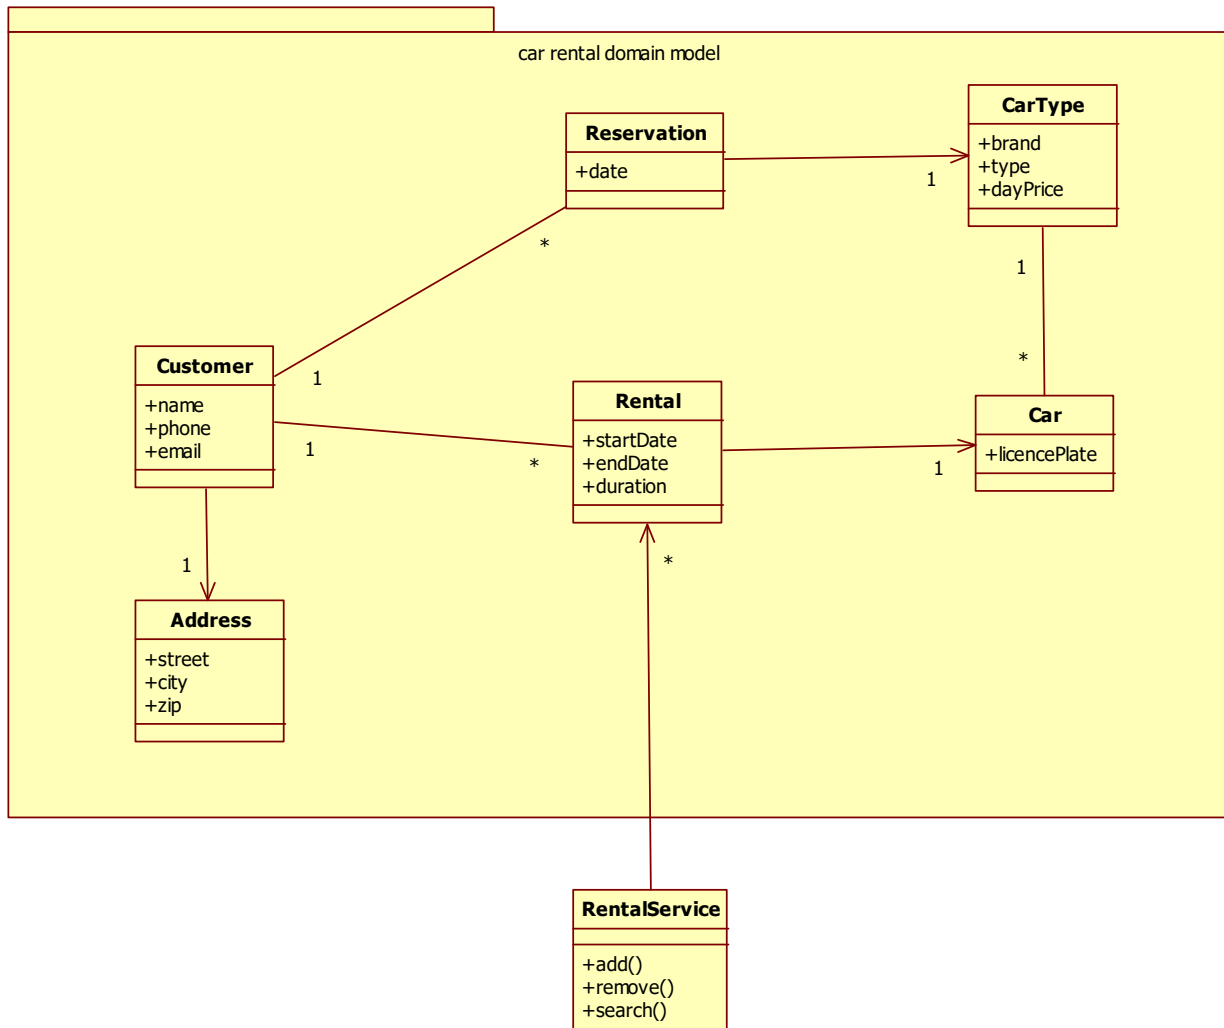 car rental domain model
CarType
+brand
+type
+dayPrice
Reservation
+date
1
*
1
*
Customer
+name
+phone
+email
1
1
Rental
+startDate
+endDate
+duration
*
1
Car
+licencePlate
1
*
Address
+street
+city
+zip
RentalService
+add()
+remove()
+search()